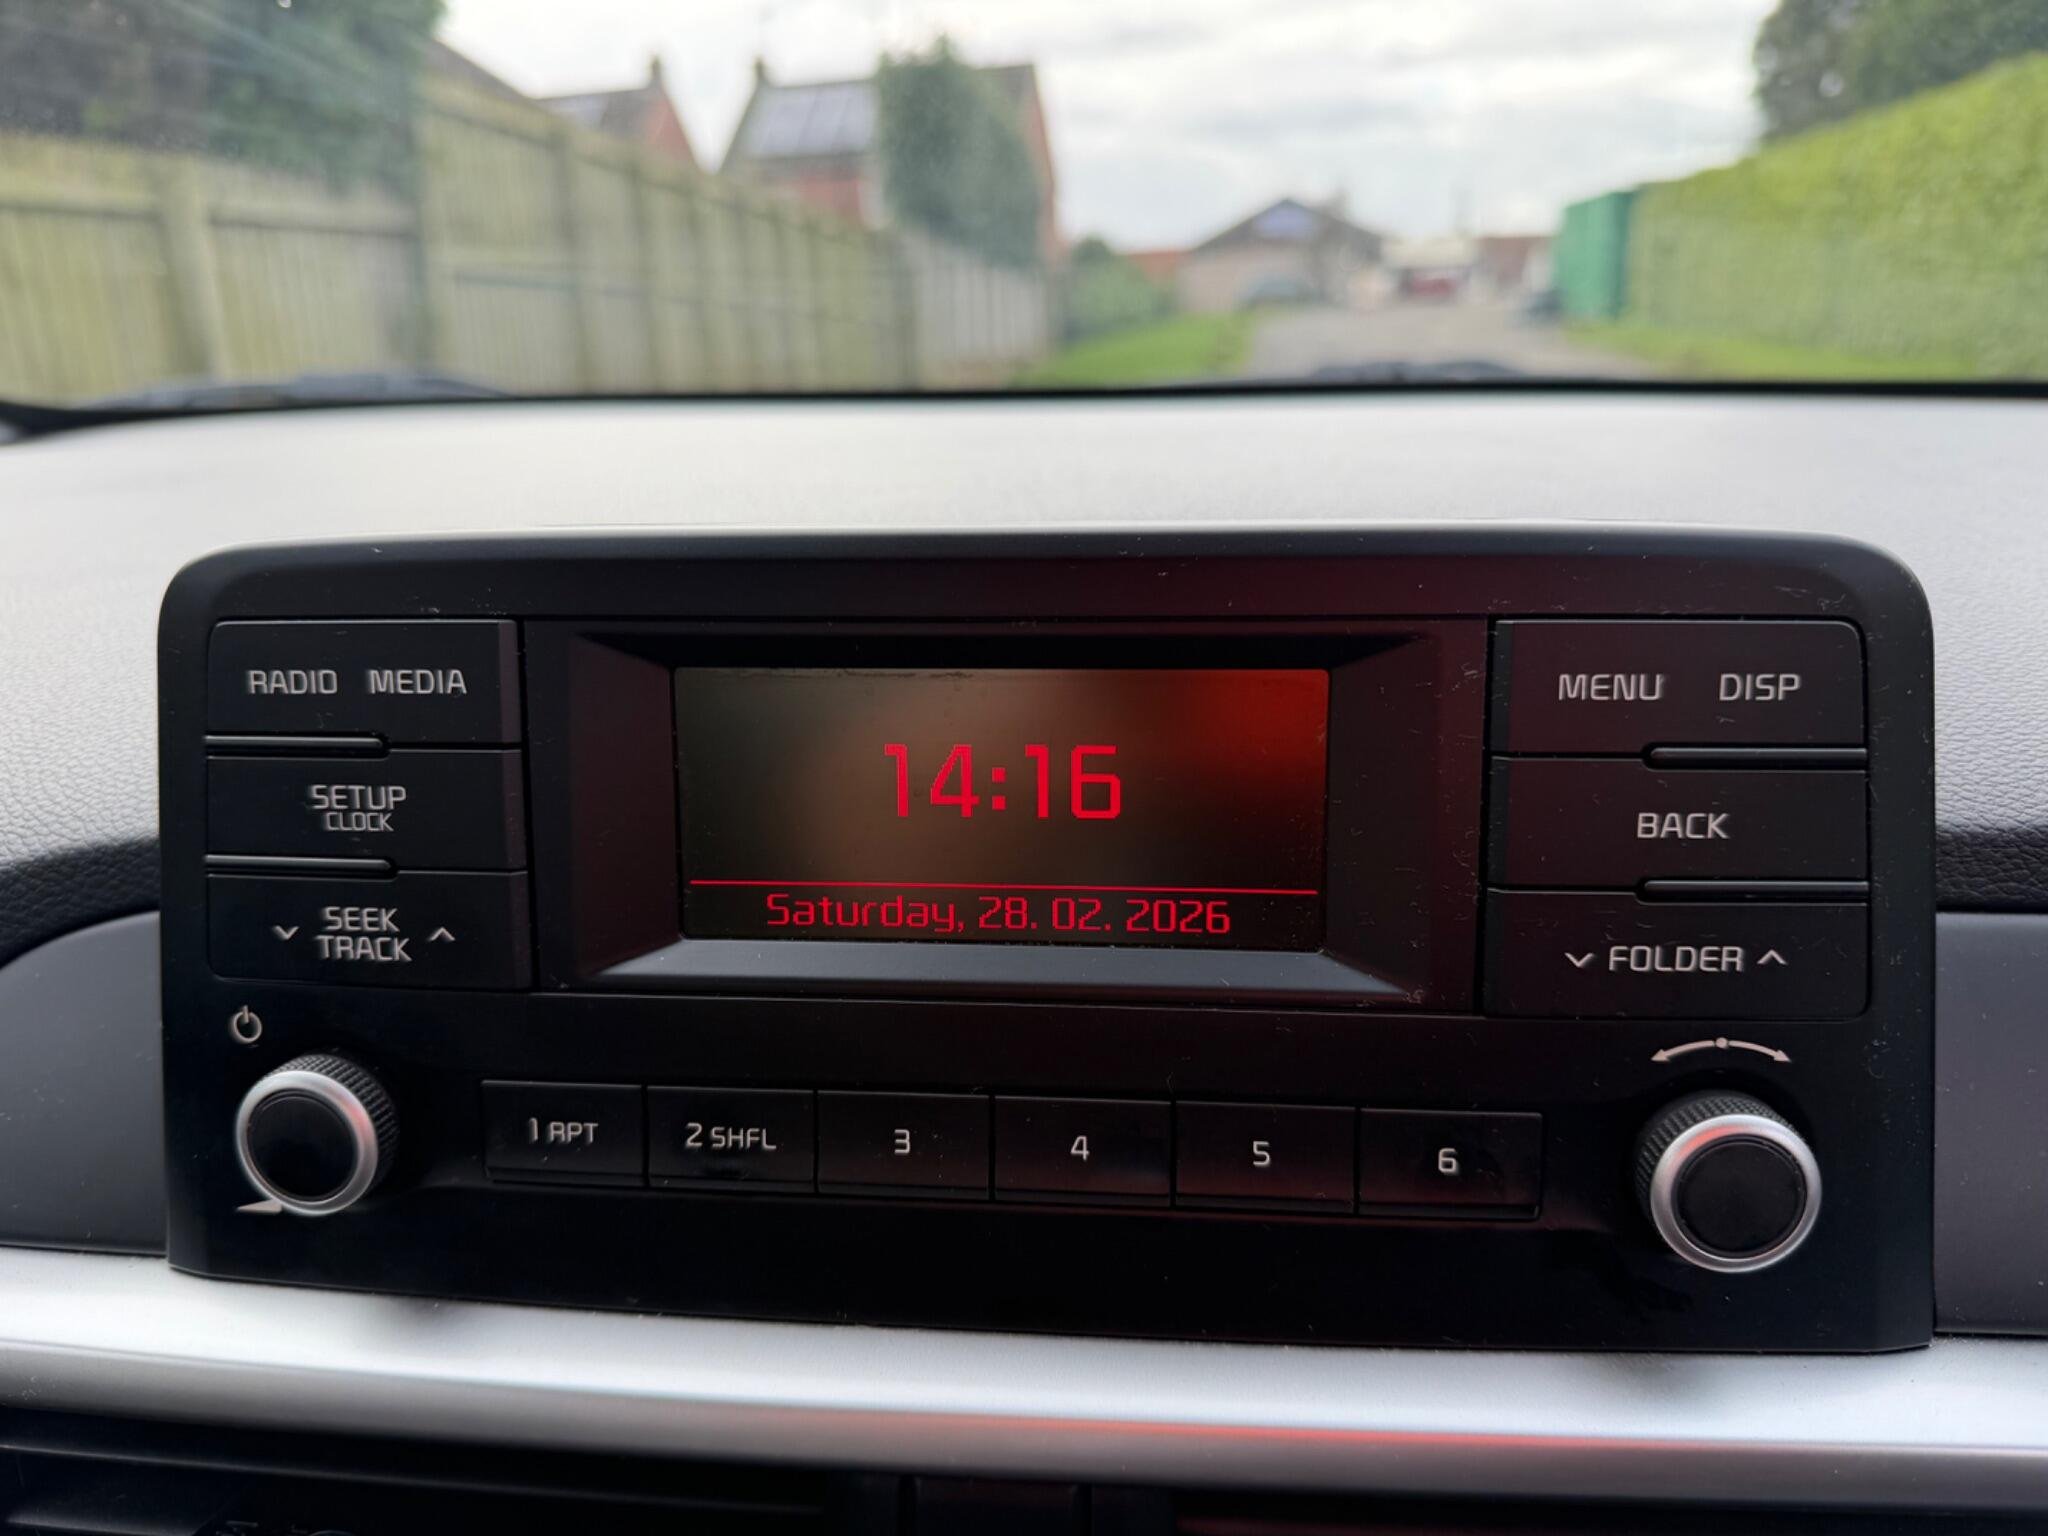 RADIO MEDIA
SETUP
CLOCK
SEEK
TRACK
14:16
Saturday, 28. 02. 2026
MENU DISP
BACK
FOLDER
1 RPT
2 SHFL
3
4
5
6